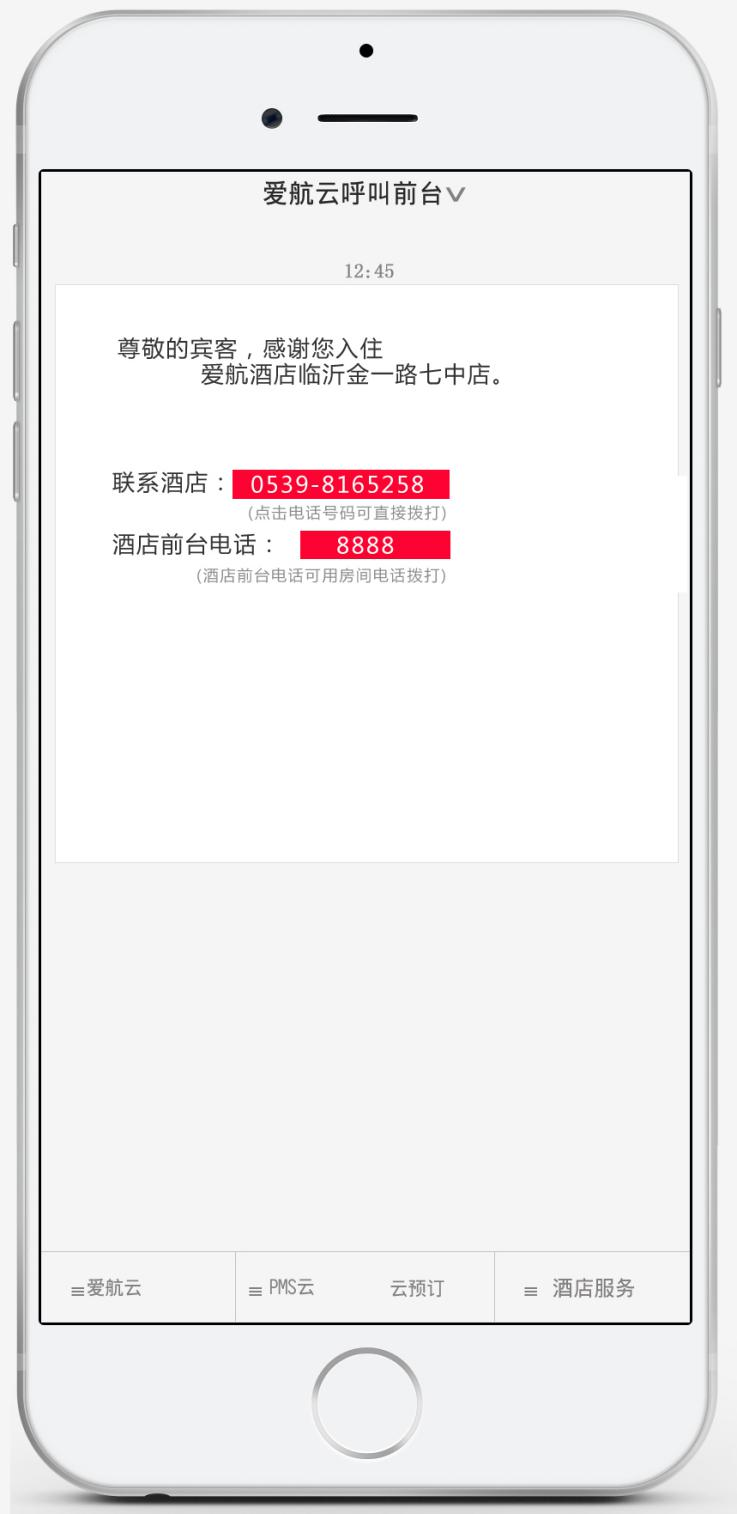 爱航云呼叫前台
12:45
尊敬的宾客，感谢您入住
爱航酒店临沂金一路七中店。
联系酒店：0539-8165258
(点击电话号码可直接拨打)
酒店前台电话： 8888
(酒店前台电话可用房间电话拨打)
≡爱航云 ≡ PMS云 云预订 ≡ 酒店服务